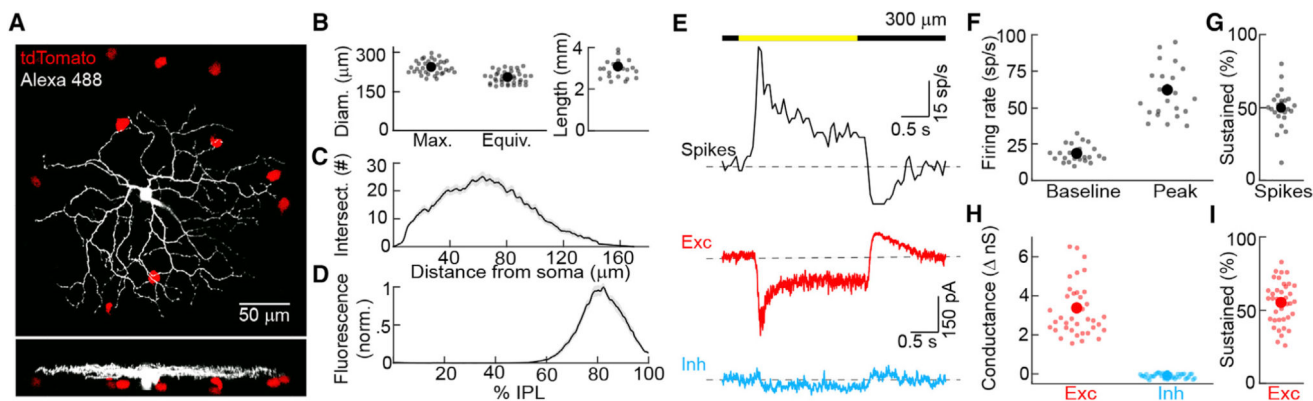 A
tdTomato
Alexa 488
50 μm
B
Diam. (μm)
300
150
0
Max.
Equiv.
Length (mm)
4
2
0
C
Intersect. (#)
30
20
10
0
40
80
120
160
Distance from soma (μm)
D
Fluorescence
(norm.)
1
.5
0
0
20
40
60
80
100
% IPL
E
300 μm
15 sp/s
0.5 s
Spikes
Exc
150 pA
0.5 s
Inh
F
Firing rate (sp/s)
100
75
50
25
0
Baseline
Peak
G
Sustained (%)
100
50
0
Spikes
H
Conductance (Δ nS)
6
4
2
0
Exc
Inh
I
Sustained (%)
100
50
0
Exc